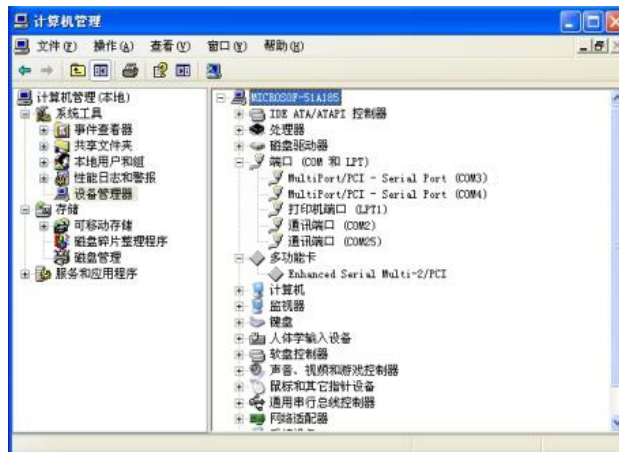 计算机管理
文件(F) 操作(A) 查看(V) 窗口(W) 帮助(H)
计算机管理(本地)
系统工具
事件查看器
共享文件夹
本地用户和组
性能日志和警报
设备管理器
存储
可移动存储
磁盘碎片整理程序
磁盘管理
服务和应用程序
MICROSOF-51A185
IDE ATA/ATAPI 控制器
处理器
磁盘驱动器
端口 (COM 和 LPT)
MultiPort/PCI - Serial Port (COM3)
MultiPort/PCI - Serial Port (COM4)
打印机端口 (LPT1)
通讯端口 (COM2)
通讯端口 (COM25)
多功能卡
Enhanced Serial Multi-2/PCI
计算机
监视器
键盘
人体学输入设备
软盘控制器
声音、视频和游戏控制器
鼠标和其它指针设备
通用串行总线控制器
网络适配器